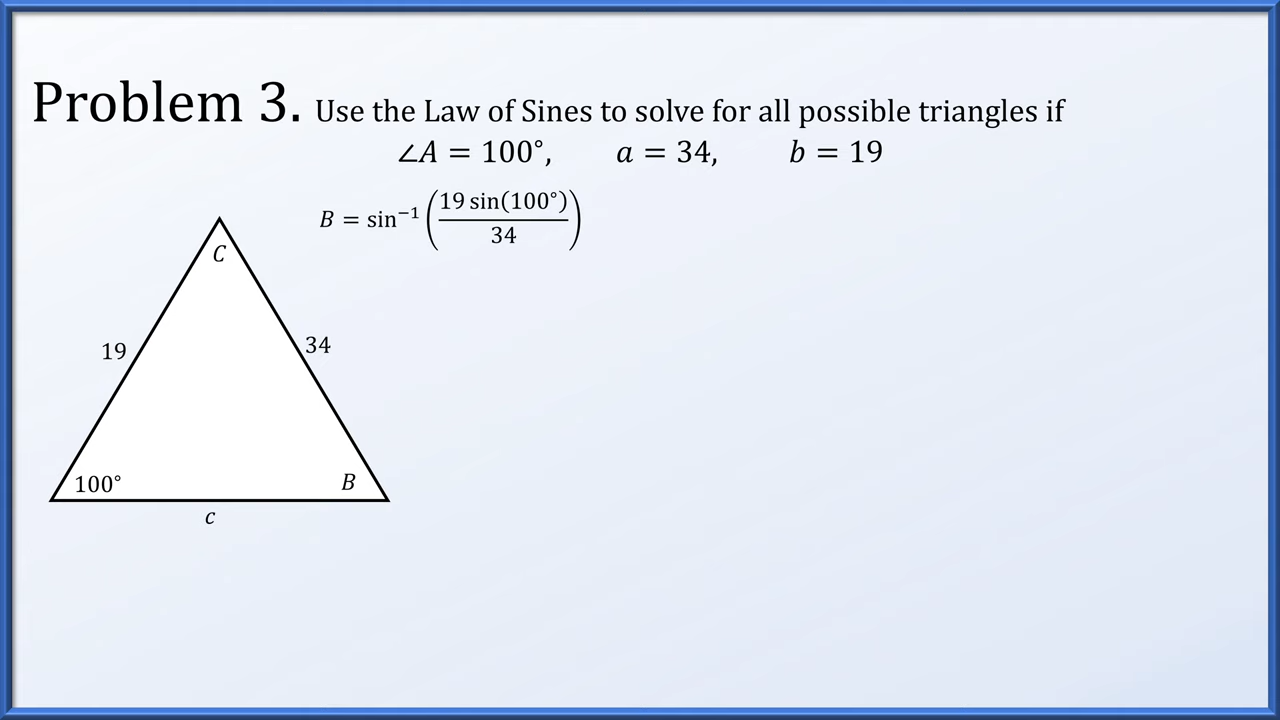 Problem 3. Use the Law of Sines to solve for all possible triangles if
∠A = 100°, a = 34, b = 19
B = sin⁻¹(19 sin(100°)/34)
C
19
34
100°
B
c